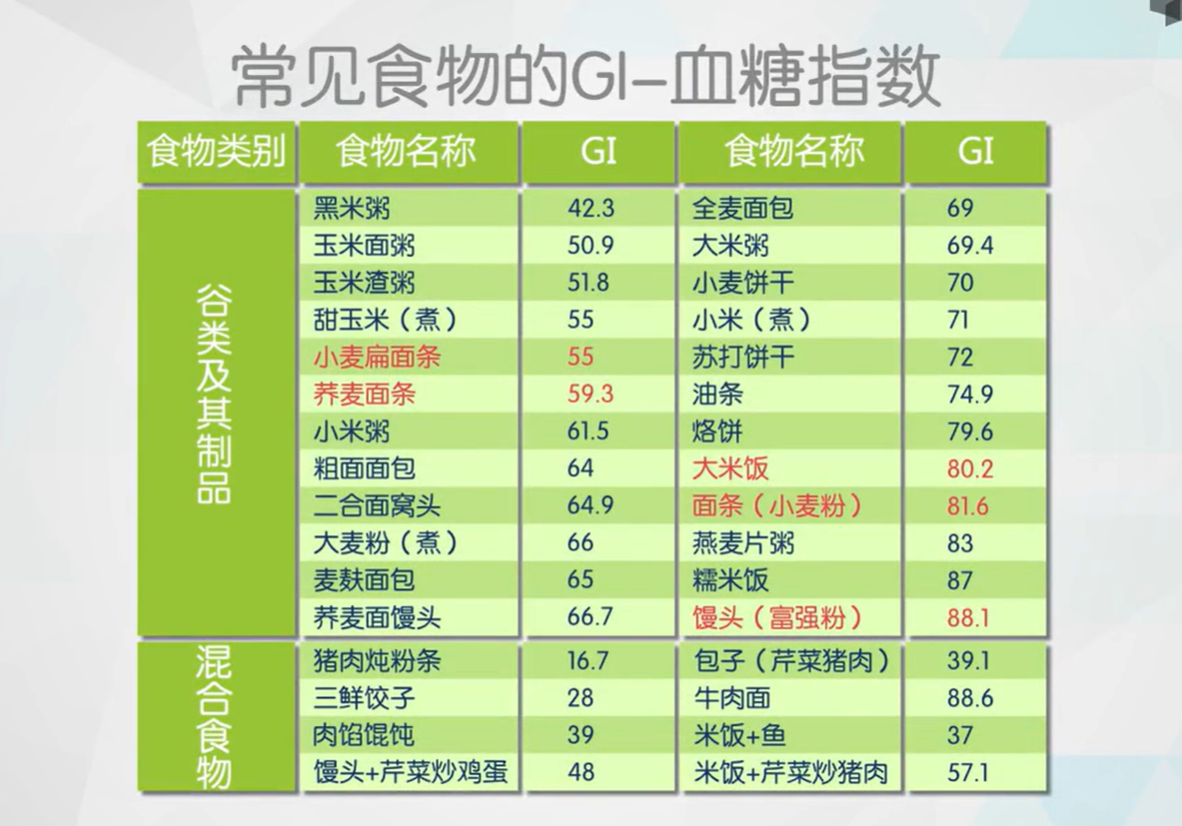 常见食物的GI-血糖指数
食物类别 食物名称 GI 食物名称 GI
谷类及其制品
黑米粥 42.3 全麦面包 69
玉米面粥 50.9 大米粥 69.4
玉米渣粥 51.8 小麦饼干 70
甜玉米（煮） 55 小米（煮） 71
小麦扁面条 55 苏打饼干 72
荞麦面条 59.3 油条 74.9
小米粥 61.5 烙饼 79.6
粗面面包 64 大米饭 80.2
二合面窝头 64.9 面条（小麦粉） 81.6
大麦粉（煮） 66 燕麦片粥 83
麦麸面包 65 糯米饭 87
荞麦面馒头 66.7 馒头（富强粉） 88.1
混合食物
猪肉炖粉条 16.7 包子（芹菜猪肉） 39.1
三鲜饺子 28 牛肉面 88.6
肉馅馄饨 39 米饭+鱼 37
馒头+芹菜炒鸡蛋 48 米饭+芹菜炒猪肉 57.1